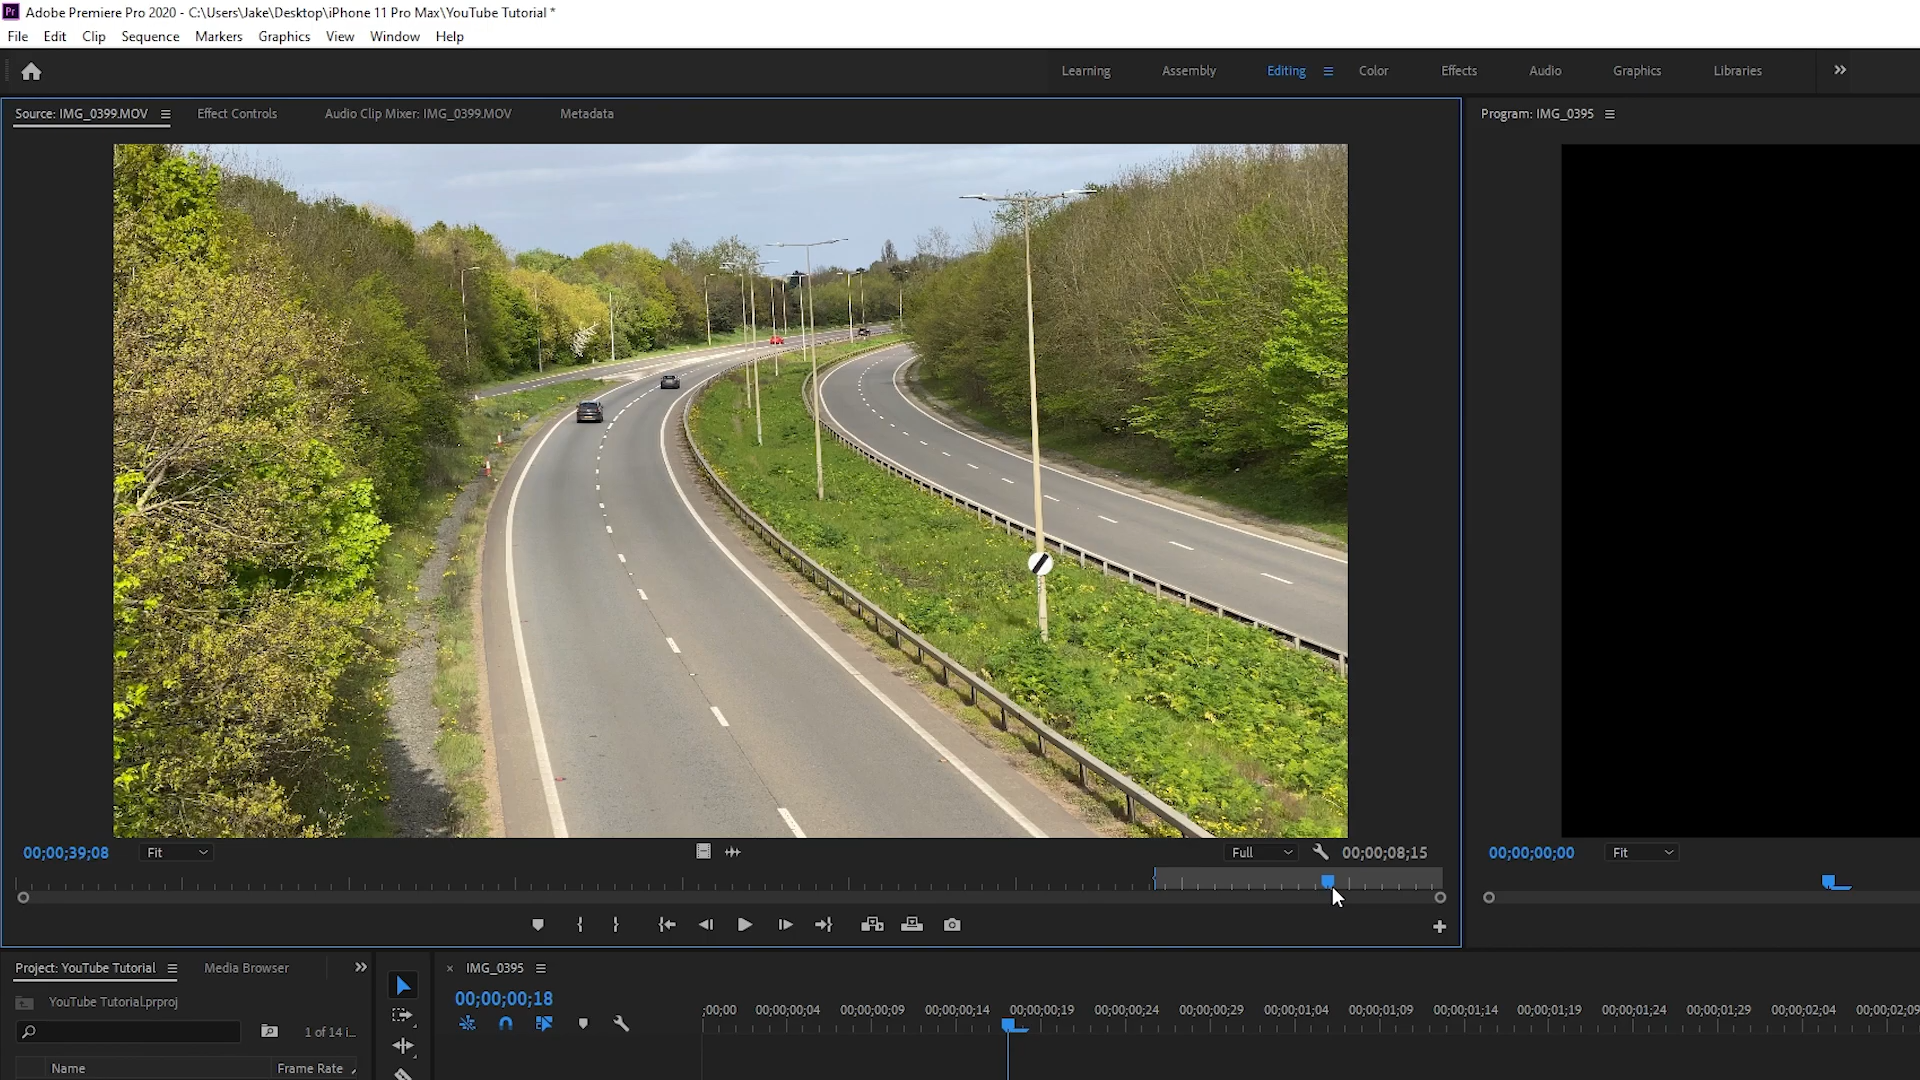 Pr Adobe Premiere Pro 2020 - C:\Users\Jake\Desktop\iPhone 11 Pro Max\YouTube Tutorial *
File Edit Clip Sequence Markers Graphics View Window Help
Learning Assembly Editing Color Effects Audio Graphics Libraries
Source: IMG_0399.MOV Effect Controls Audio Clip Mixer: IMG_0399.MOV Metadata Program: IMG_0395
00;00;39;08 Fit Full 00;00;08;15 00;00;00;00 Fit
Project: YouTube Tutorial Media Browser IMG_0395
YouTube Tutorial.prproj 00;00;00;18
;00;00 00;00;00;04 00;00;00;09 00;00;00;14 00;00;00;19 00;00;00;24 00;00;00;29 00;00;01;04 00;00;01;09 00;00;01;14 00;00;01;19 00;00;01;24 00;00;01;29 00;00;02;04 00;00;02;09
1 of 14 i...
Name Frame Rate